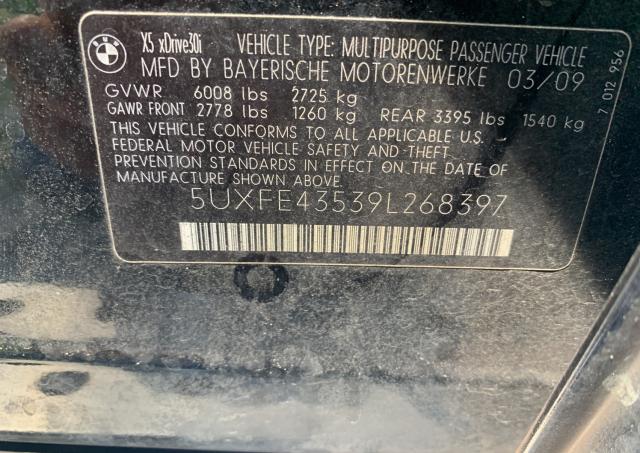 BMW
X5 xDrive30i VEHICLE TYPE: MULTIPURPOSE PASSENGER VEHICLE
MFD BY BAYERISCHE MOTORENWERKE 03/09
GVWR 6008 lbs 2725 kg
GAWR FRONT 2778 lbs 1260 kg REAR 3395 lbs 1540 kg
THIS VEHICLE CONFORMS TO ALL APPLICABLE U.S.
FEDERAL MOTOR VEHICLE SAFETY AND THEFT
PREVENTION STANDARDS IN EFFECT ON THE DATE OF
MANUFACTURE SHOWN ABOVE.
5UXFE43539L268397
7 012 956